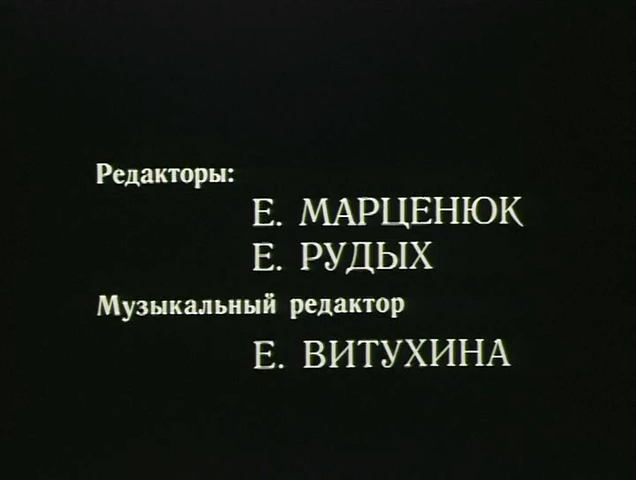 Редакторы:
Е. МАРЦЕНЮК
Е. РУДЫХ
Музыкальный редактор
Е. ВИТУХИНА